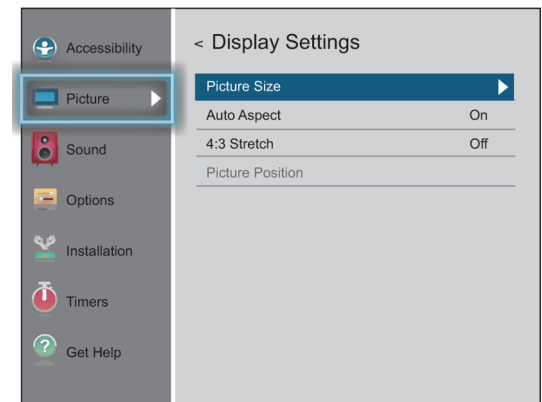 Accessibility
Picture
Sound
Options
Installation
Timers
Get Help
< Display Settings
Picture Size
Auto Aspect On
4:3 Stretch Off
Picture Position